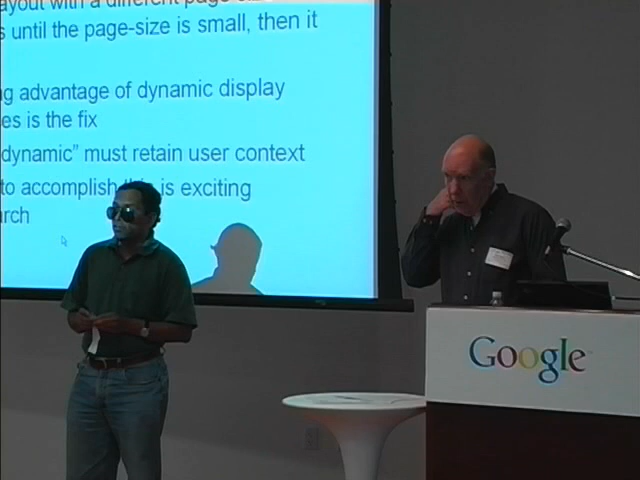 ayout with a different page
s until the page-size is small, then it
ng advantage of dynamic display
es is the fix
dynamic” must retain user context
to accomplish is exciting
arch
Google